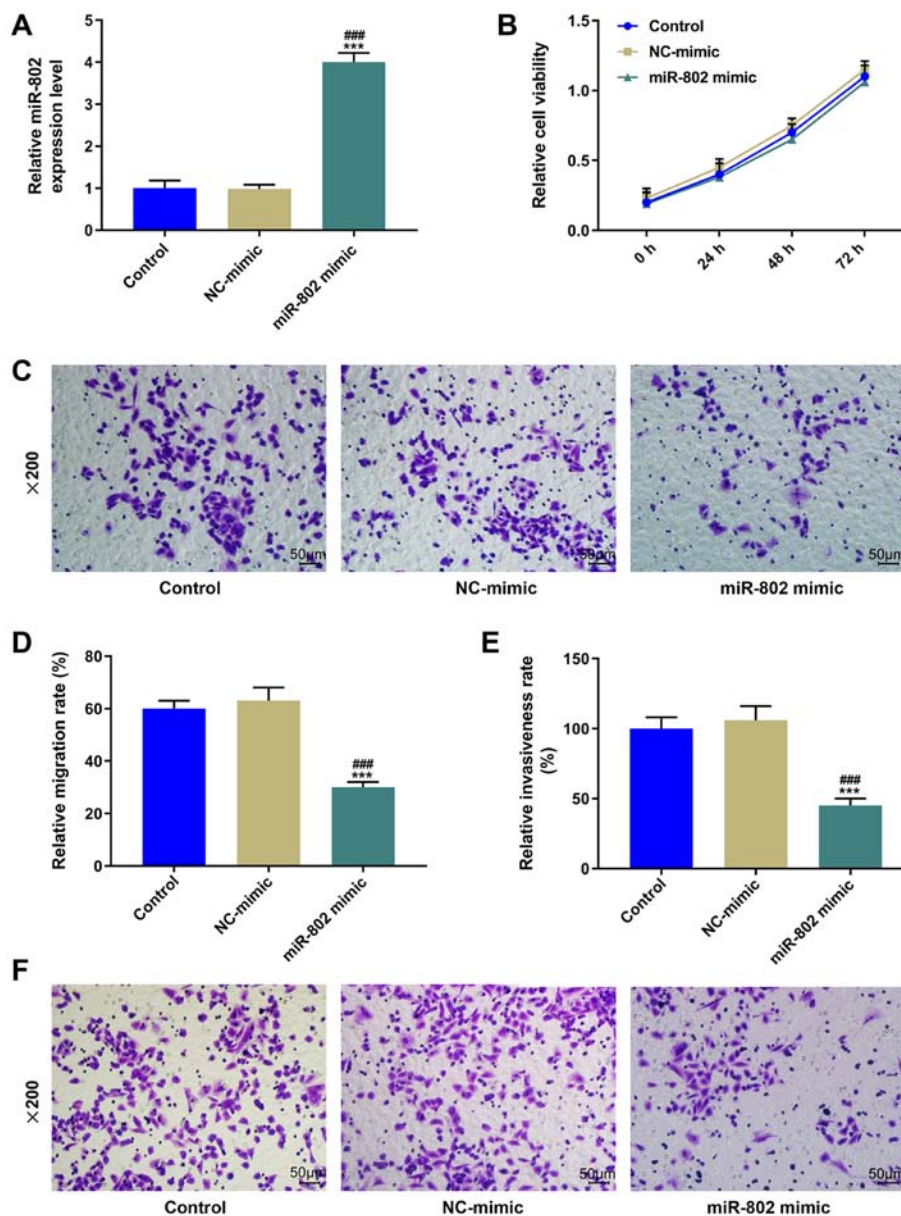 A
Relative miR-802
expression level
5
4
3
2
1
0
###
***
Control
NC-mimic
miR-802 mimic
B
Relative cell viability
1.5
1.0
0.5
0.0
Control
NC-mimic
miR-802 mimic
0 h
24 h
48 h
72 h
C
×200
50μm
50μm
50μm
Control
NC-mimic
miR-802 mimic
D
Relative migration rate (%)
80
60
40
20
0
###
***
Control
NC-mimic
miR-802 mimic
E
Relative invasiveness rate
(%)
150
100
50
0
###
***
Control
NC-mimic
miR-802 mimic
F
×200
50μm
50μm
50μm
Control
NC-mimic
miR-802 mimic